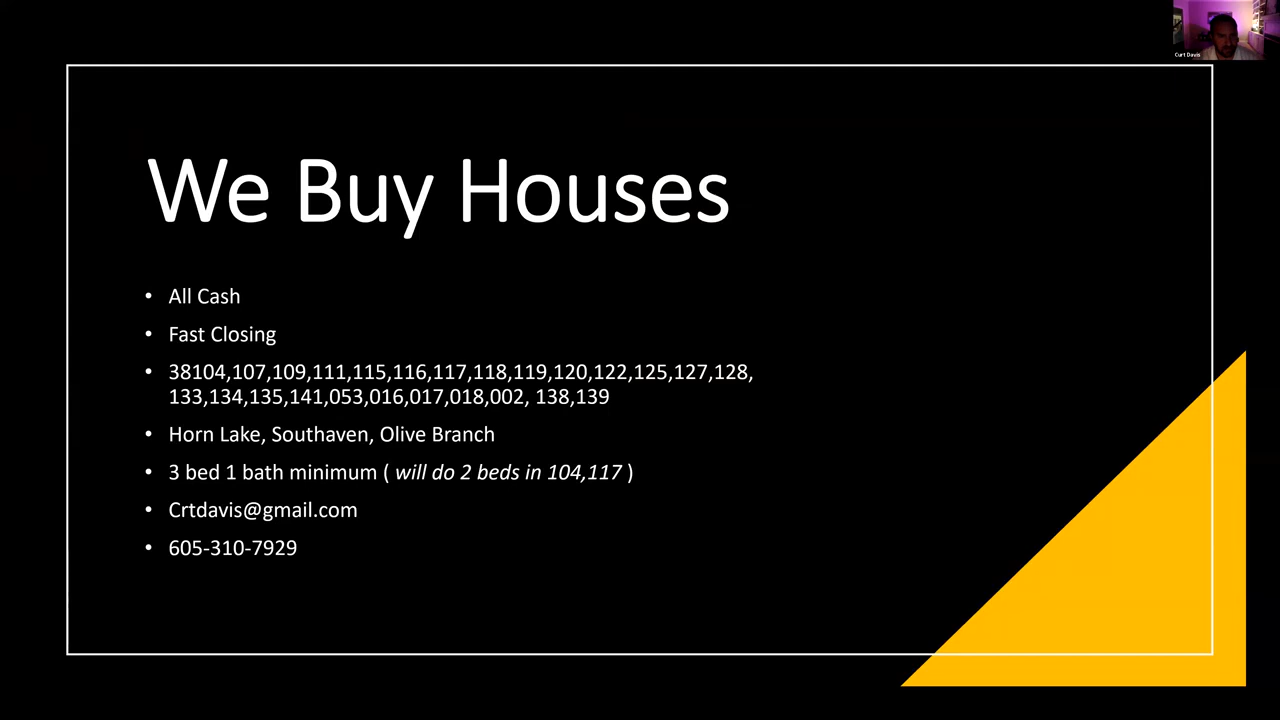 Curt Davis
We Buy Houses
• All Cash
• Fast Closing
• 38104,107,109,111,115,116,117,118,119,120,122,125,127,128,
133,134,135,141,053,016,017,018,002, 138,139
• Horn Lake, Southaven, Olive Branch
• 3 bed 1 bath minimum ( will do 2 beds in 104,117 )
• Crtdavis@gmail.com
• 605-310-7929